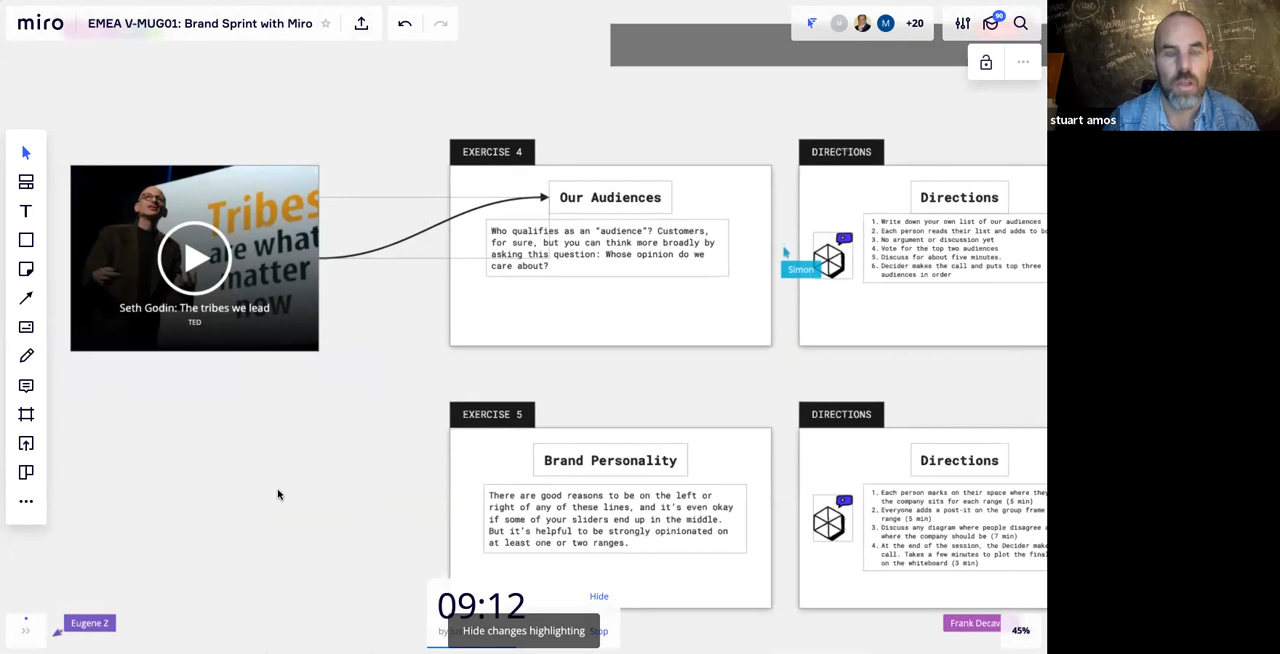 miro
EMEA V-MUG01: Brand Sprint with Miro
M
M
+20
90
stuart amos
Tribes
are what
matter
now
Seth Godin: The tribes we lead
TED
EXERCISE 4
Our Audiences
Who qualifies as an “audience”? Customers,
for sure, but you can think more broadly by
asking this question: Whose opinion do we
care about?
Simon
DIRECTIONS
Directions
1. Write down your own list of our audiences
2. Each person reads their list and adds to bo
3. No argument or discussion yet
4. Vote for the top two audiences
5. Discuss for about five minutes.
6. Decider makes the call and puts top three
audiences in order
EXERCISE 5
Brand Personality
There are good reasons to be on the left or
right of any of these lines, and it’s even okay
if some of your sliders end up in the middle.
But it’s helpful to be strongly opinionated on
at least one or two ranges.
DIRECTIONS
Directions
1. Each person marks on their space where they
the company sits for each range (5 min)
2. Everyone adds a post-it on the group frame
range (5 min)
3. Discuss any diagram where people disagree a
where the company should be (7 min)
4. At the end of the session, the Decider make
call. Takes a few minutes to plot the final
on the whiteboard (3 min)
09:12
Hide
by
Hide changes highlighting
Stop
Eugene Z
Frank Decav
45%